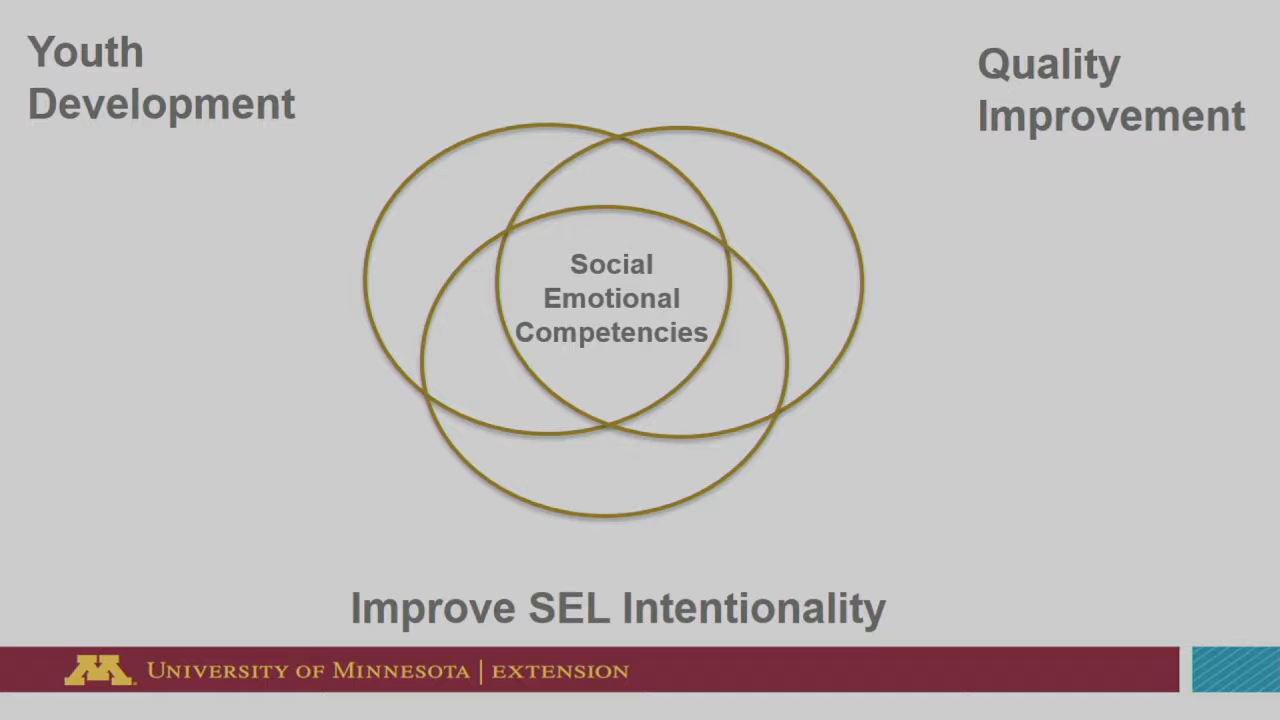 Youth
Development
Quality
Improvement
Social
Emotional
Competencies
Improve SEL Intentionality
UNIVERSITY OF MINNESOTA | EXTENSION